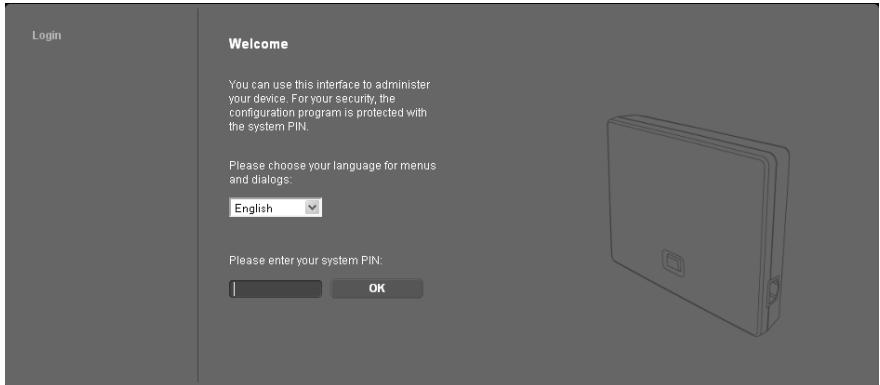 Login
Welcome
You can use this interface to administer
your device. For your security, the
configuration program is protected with
the system PIN.
Please choose your language for menus
and dialogs:
English
Please enter your system PIN:
OK